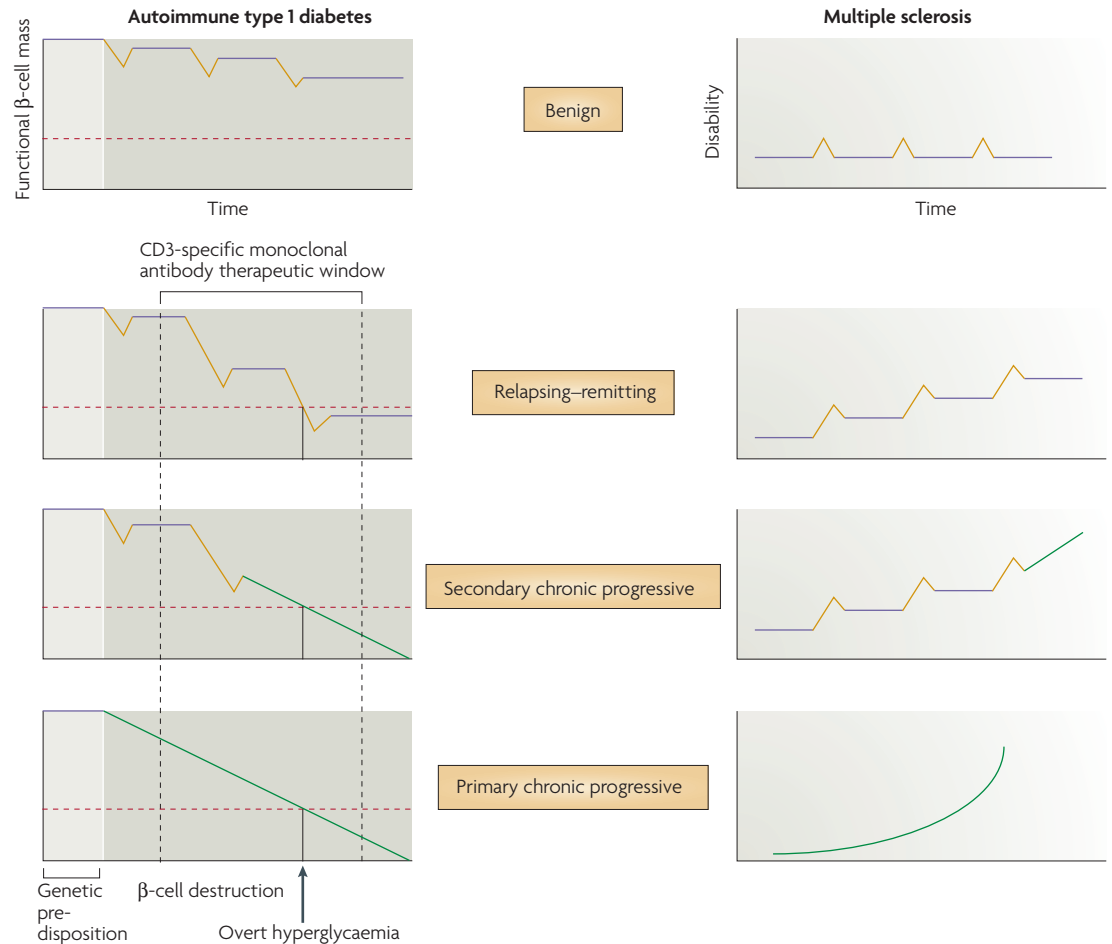 Autoimmune type 1 diabetes
Multiple sclerosis
Functional β-cell mass
Time
Benign
Disability
Time
CD3-specific monoclonal
antibody therapeutic window
Relapsing–remitting
Secondary chronic progressive
Primary chronic progressive
Genetic
pre-
disposition
β-cell destruction
Overt hyperglycaemia